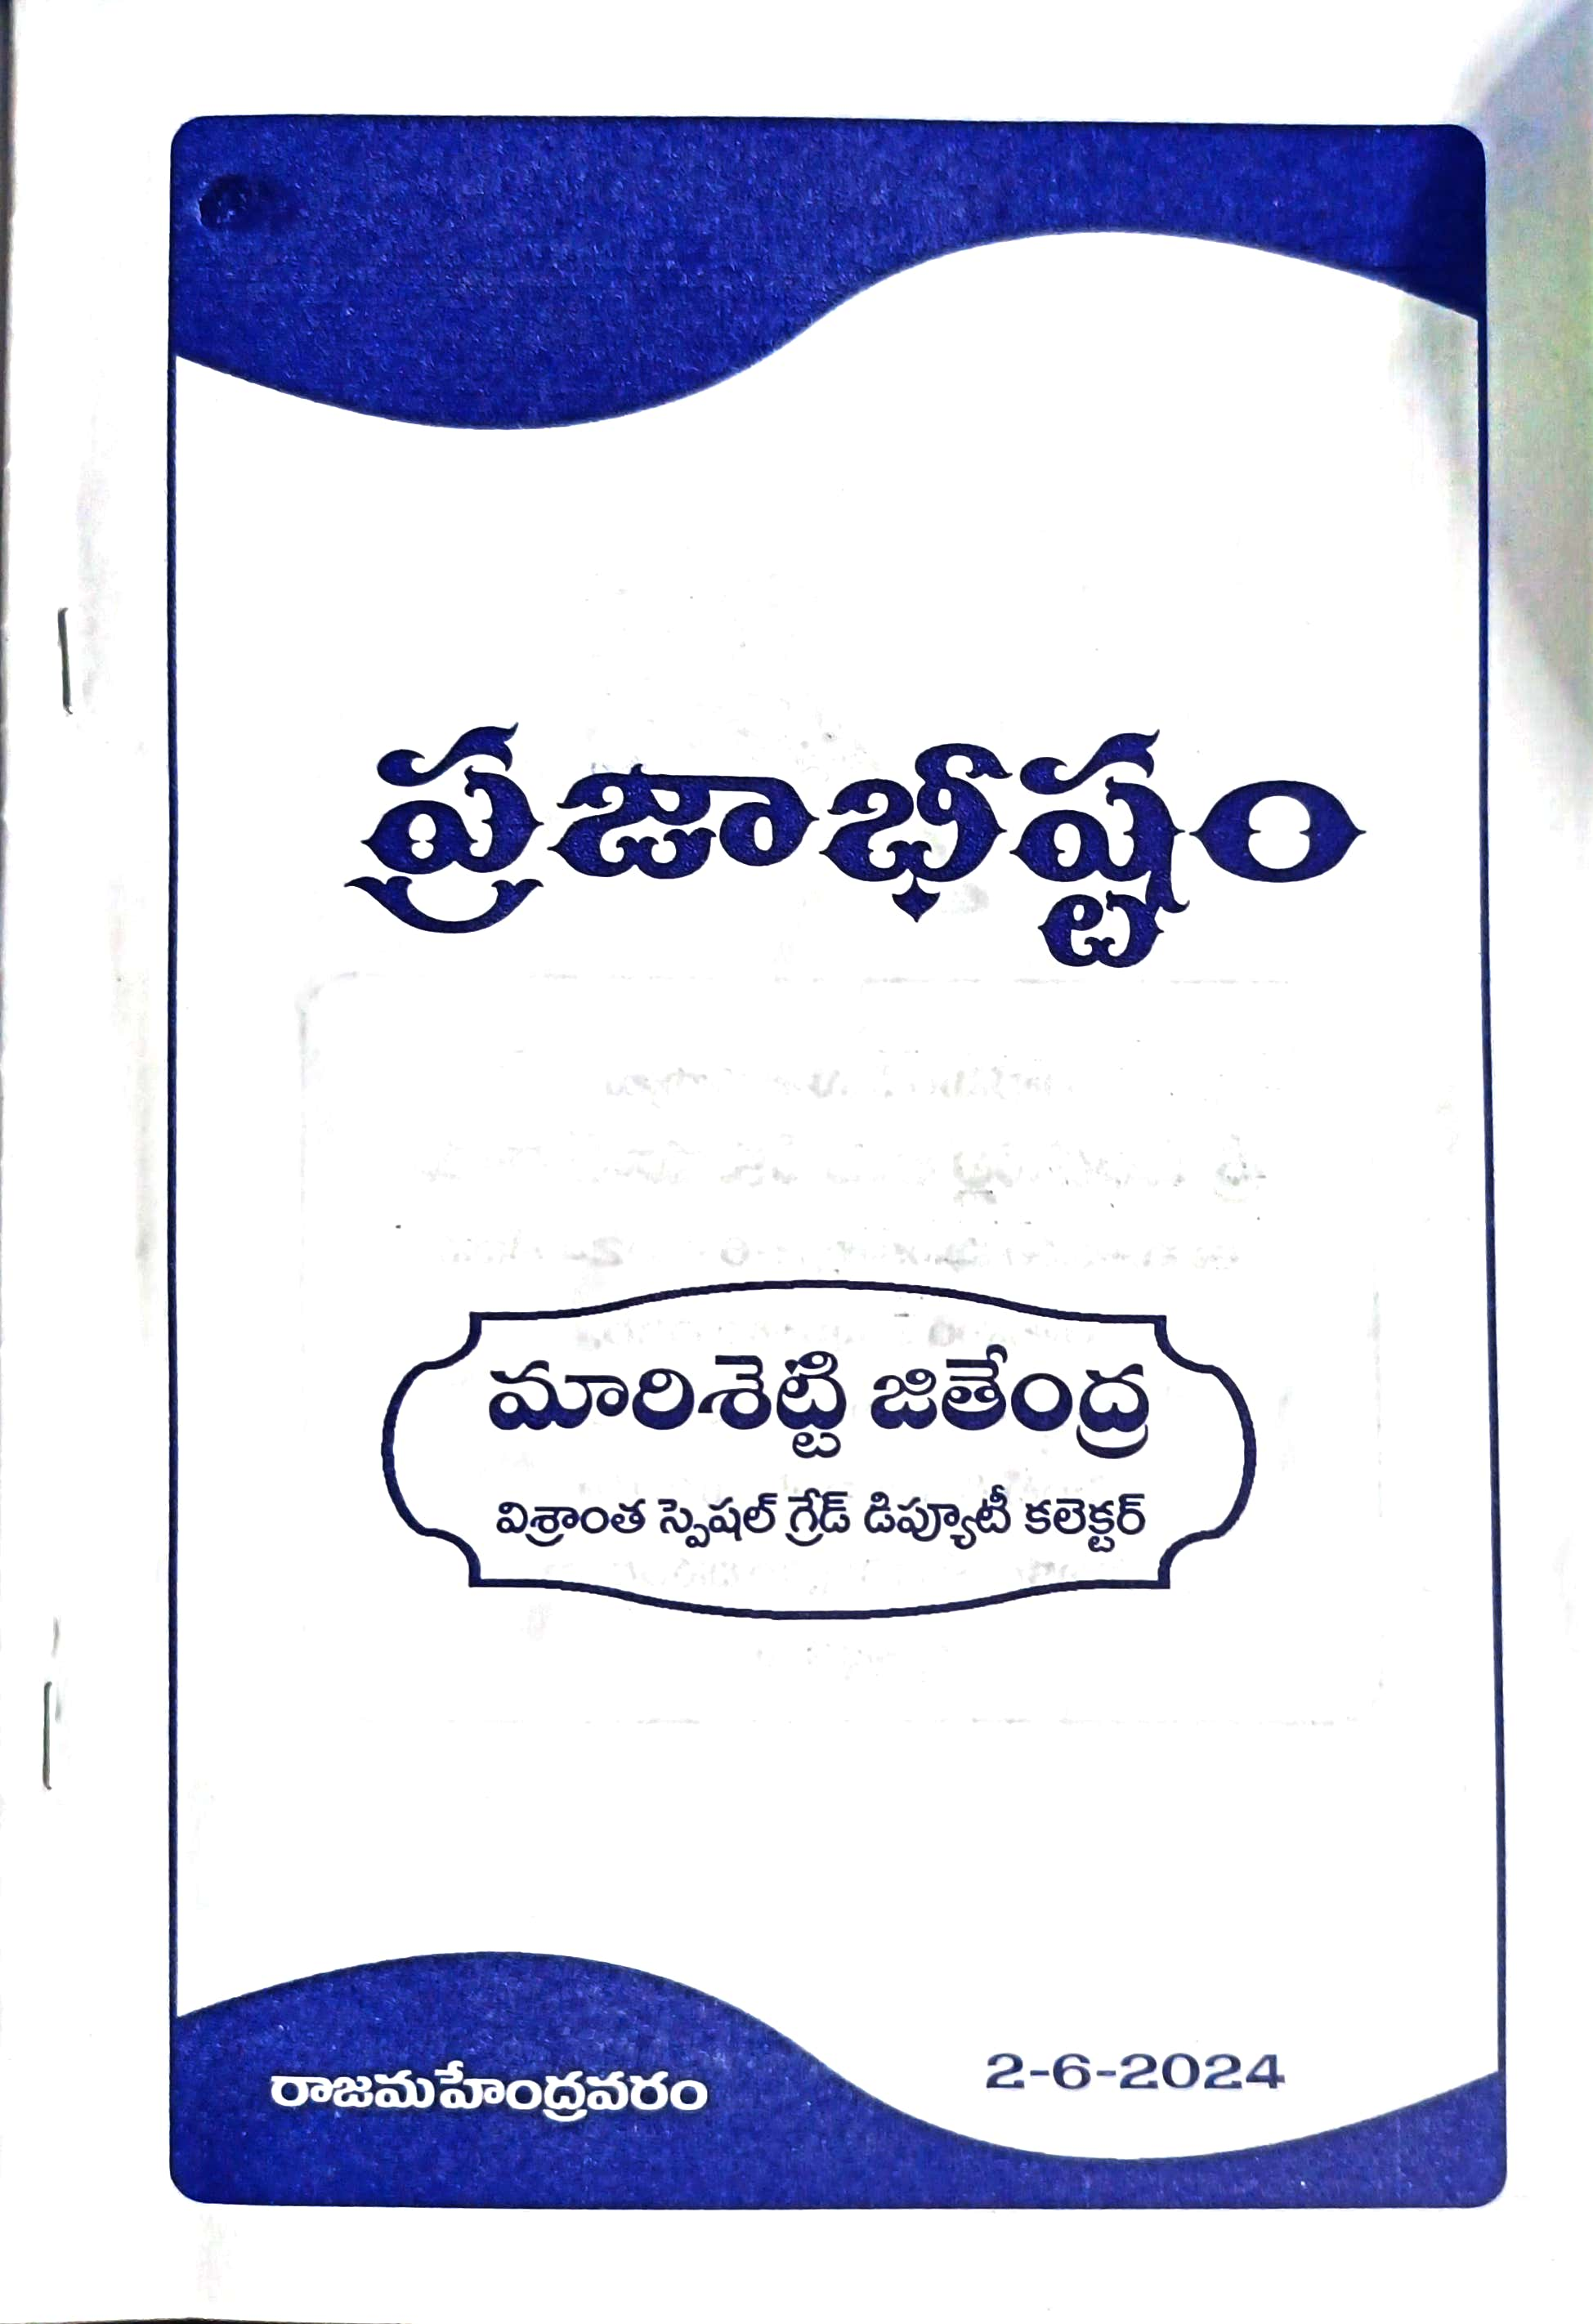 ప్రజాభీష్టం
మారిశెట్టి జితేంద్ర
విశ్రాంత స్పెషల్ గ్రేడ్ డిప్యూటీ కలెక్టర్
రాజమహేంద్రవరం
2-6-2024